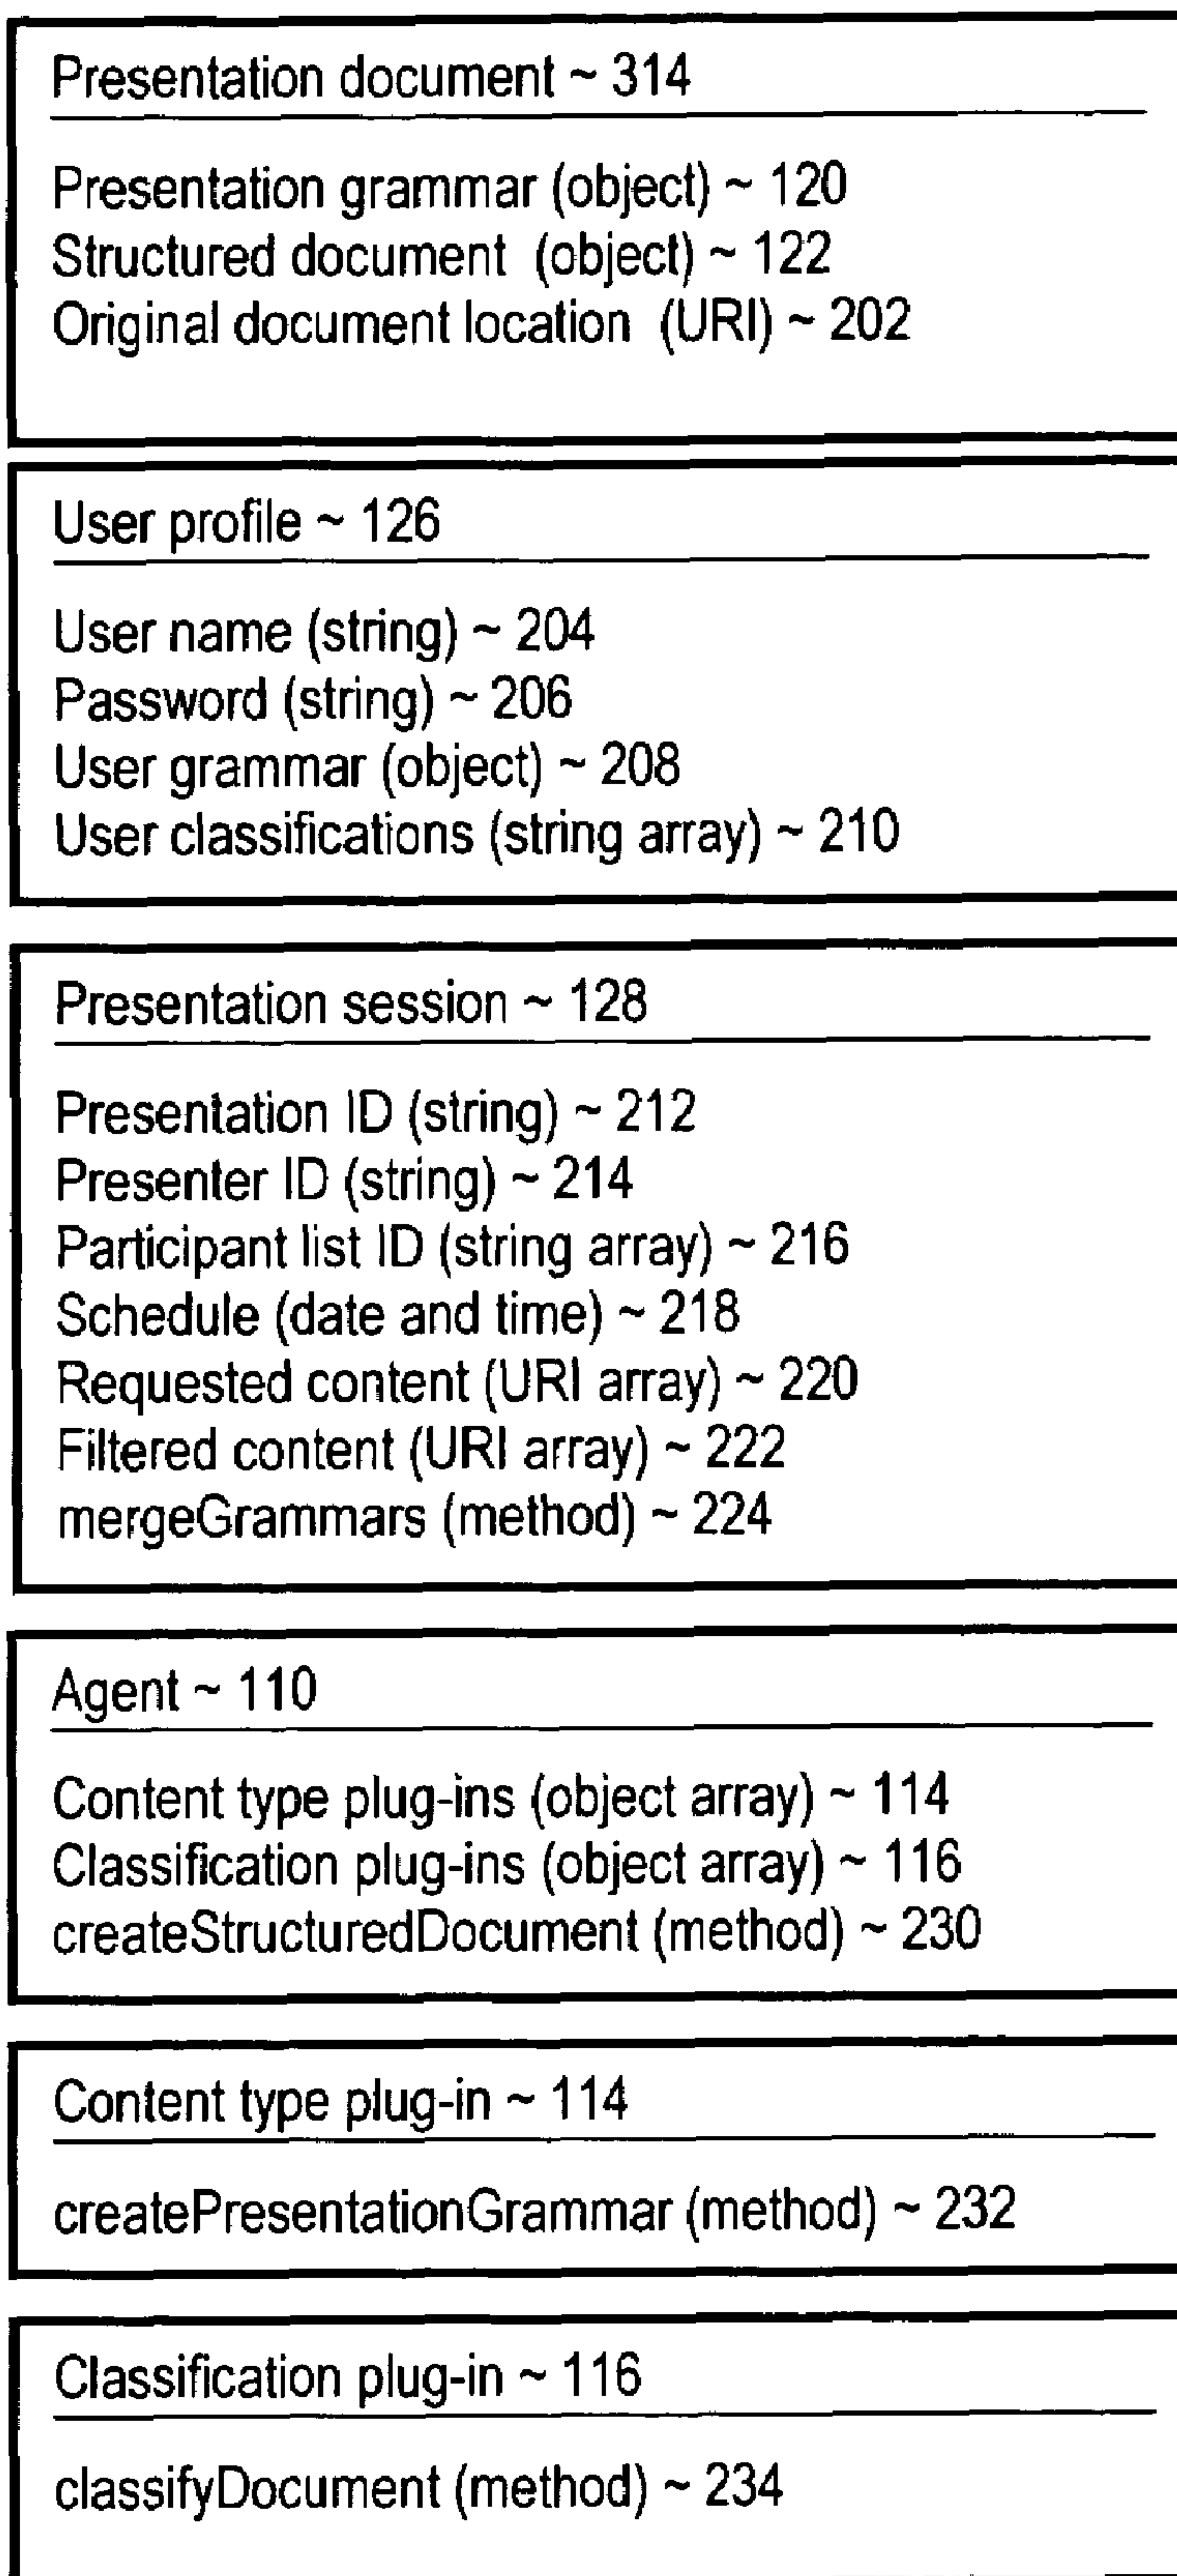 Presentation document ~ 314
Presentation grammar (object) ~ 120
Structured document (object) ~ 122
Original document location (URI) ~ 202
User profile ~ 126
User name (string) ~ 204
Password (string) ~ 206
User grammar (object) ~ 208
User classifications (string array) ~ 210
Presentation session ~ 128
Presentation ID (string) ~ 212
Presenter ID (string) ~ 214
Participant list ID (string array) ~ 216
Schedule (date and time) ~ 218
Requested content (URI array) ~ 220
Filtered content (URI array) ~ 222
mergeGrammars (method) ~ 224
Agent ~ 110
Content type plug-ins (object array) ~ 114
Classification plug-ins (object array) ~ 116
createStructuredDocument (method) ~ 230
Content type plug-in ~ 114
createPresentationGrammar (method) ~ 232
Classification plug-in ~ 116
classifyDocument (method) ~ 234